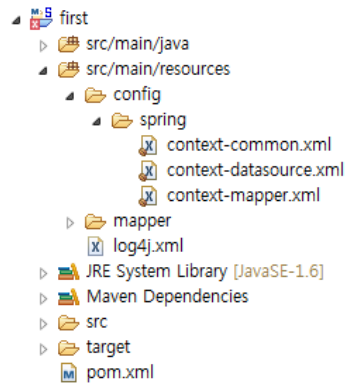 first
src/main/java
src/main/resources
config
spring
context-common.xml
context-datasource.xml
context-mapper.xml
mapper
log4j.xml
JRE System Library [JavaSE-1.6]
Maven Dependencies
src
target
pom.xml